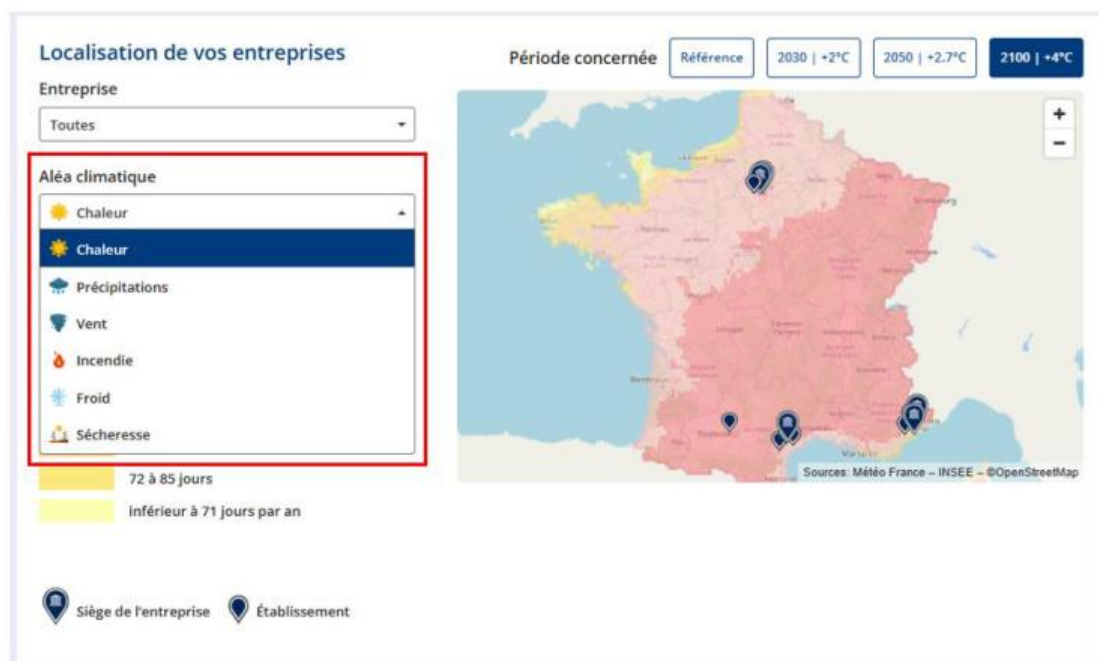 Localisation de vos entreprises
Période concernée
Référence
2030 | +2°C
2050 | +2.7°C
2100 | +4°C
Entreprise
Toutes
Aléa climatique
Chaleur
Chaleur
Précipitations
Vent
Incendie
Froid
Sécheresse
72 à 85 jours
inférieur à 71 jours par an
+
−
Sources: Météo France – INSEE – ©OpenStreetMap
Siège de l'entreprise
Établissement